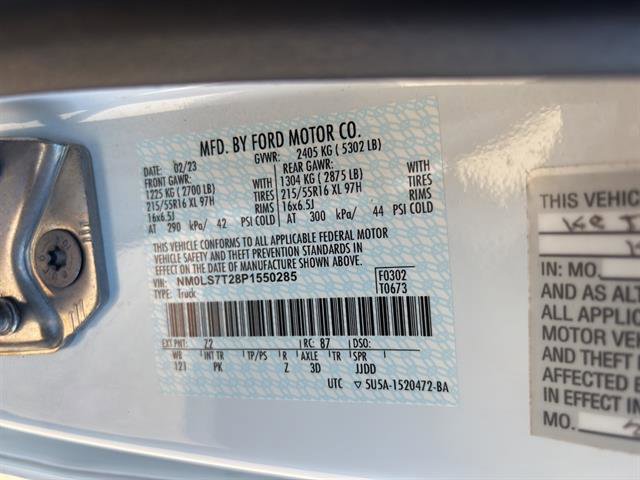 MFD. BY FORD MOTOR CO.
DATE: 02/23 GVWR: 2405 KG ( 5302 LB)
FRONT GAWR: REAR GAWR:
1225 KG ( 2700 LB) 1304 KG ( 2875 LB)
215/55R16 XL 97H TIRES 215/55R16 XL 97H TIRES
16x6.5J RIMS 16x6.5J RIMS
AT 290 kPa/ 42 PSI COLD AT 300 kPa/ 44 PSI COLD
THIS VEHICLE CONFORMS TO ALL APPLICABLE FEDERAL MOTOR
VEHICLE SAFETY AND THEFT PREVENTION STANDARDS IN
EFFECT ON THE DATE OF MANUFACTURE SHOWN ABOVE.
VIN: NM0LS7T28P1550285 F0302
TYPE: Truck T0673
EXT PNT: Z2 RC: 87 DSO:
WB INT TR TP/PS R AXLE TR SPR
121 PK Z 3D JJDD
UTC ▽5U5A-1520472-BA
THIS VEHIC
IN: MO.
AND AS ALT
ALL APPLIC
MOTOR VEH
AND THEFT
AFFECTED
IN EFFECT IN
MO.